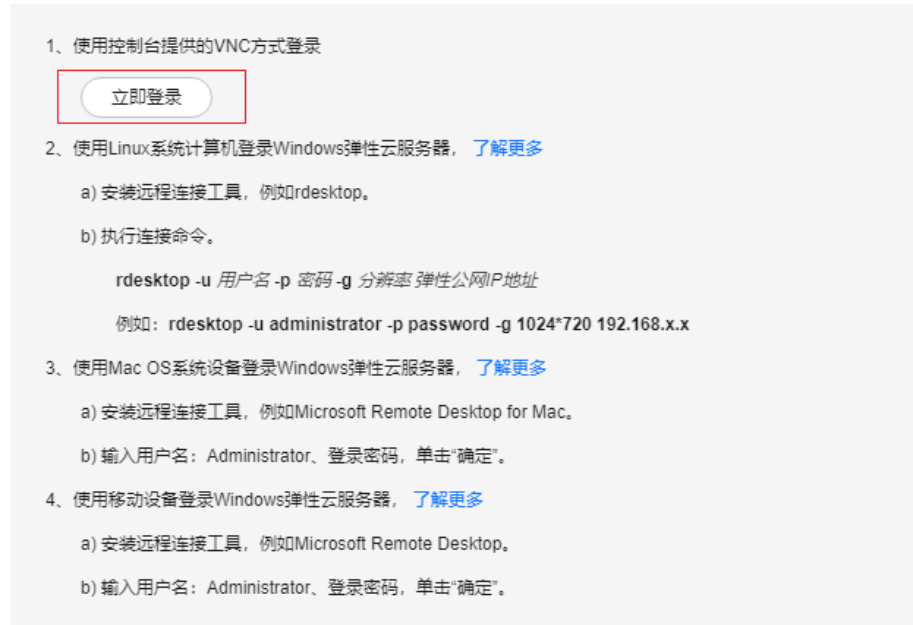 1、使用控制台提供的VNC方式登录
立即登录
2、使用Linux系统计算机登录Windows弹性云服务器， 了解更多
a) 安装远程连接工具，例如rdesktop。
b) 执行连接命令。
rdesktop -u 用户名 -p 密码 -g 分辨率 弹性公网IP地址
例如：rdesktop -u administrator -p password -g 1024*720 192.168.x.x
3、使用Mac OS系统设备登录Windows弹性云服务器， 了解更多
a) 安装远程连接工具，例如Microsoft Remote Desktop for Mac。
b) 输入用户名：Administrator、登录密码，单击“确定”。
4、使用移动设备登录Windows弹性云服务器， 了解更多
a) 安装远程连接工具，例如Microsoft Remote Desktop。
b) 输入用户名：Administrator、登录密码，单击“确定”。